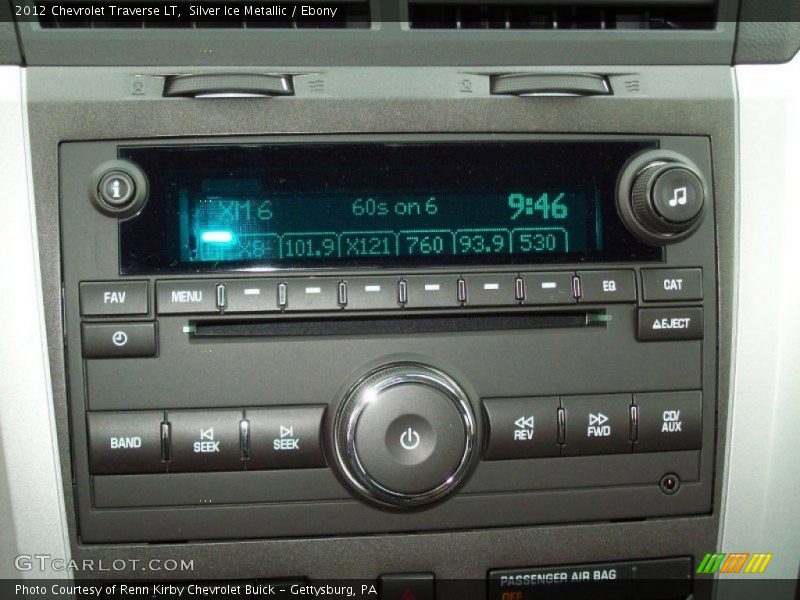 2012 Chevrolet Traverse LT, Silver Ice Metallic / Ebony
XM 6 60s on 6 9:46
101.9 X121 760 93.9 530
FAV MENU EQ CAT
EJECT
BAND SEEK SEEK REV FWD CD/
AUX
GTCARLOT.COM
PASSENGER AIR BAG
OFF
Photo Courtesy of Renn Kirby Chevrolet Buick – Gettysburg, PA